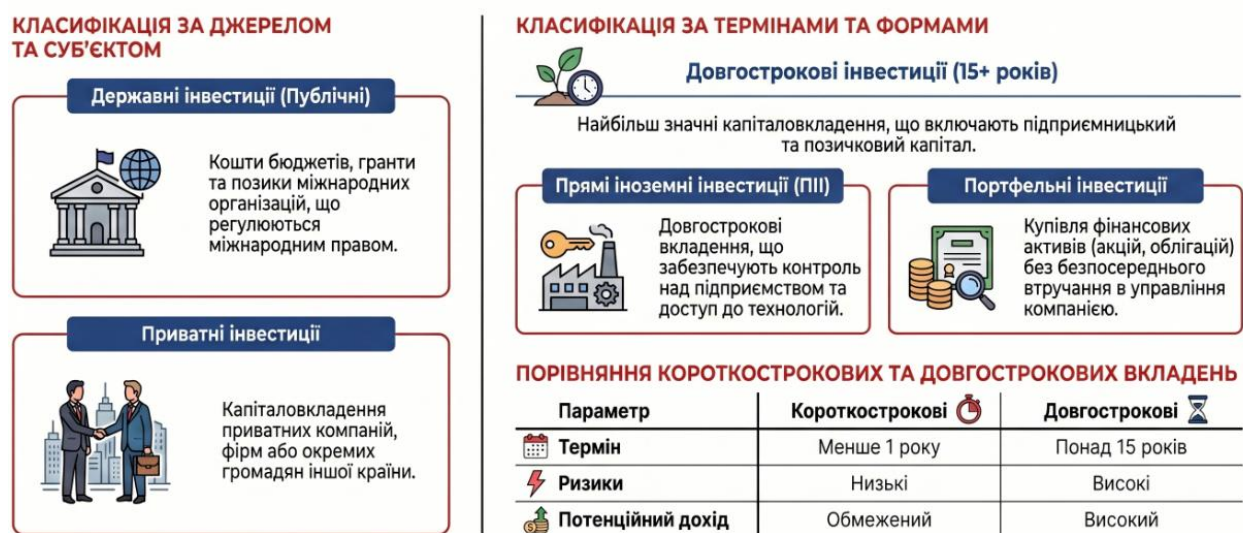 КЛАСИФІКАЦІЯ ЗА ДЖЕРЕЛОМ
ТА СУБ’ЄКТОМ
Державні інвестиції (Публічні)
Кошти бюджетів, гранти
та позики міжнародних
організацій, що
регулюються
міжнародним правом.
Приватні інвестиції
Капіталовкладення
приватних компаній,
фірм або окремих
громадян іншої країни.
КЛАСИФІКАЦІЯ ЗА ТЕРМІНАМИ ТА ФОРМАМИ
Довгострокові інвестиції (15+ років)
Найбільш значні капіталовкладення, що включають підприємницький
та позичковий капітал.
Прямі іноземні інвестиції (ПІІ)
Довгострокові
вкладення, що
забезпечують контроль
над підприємством та
доступ до технологій.
Портфельні інвестиції
Купівля фінансових
активів (акцій, облігацій)
без безпосереднього
втручання в управління
компанією.
ПОРІВНЯННЯ КОРОТКОСТРОКОВИХ ТА ДОВГОСТРОКОВИХ ВКЛАДЕНЬ
Параметр Короткострокові Довгострокові
Термін Менше 1 року Понад 15 років
Ризики Низькі Високі
Потенційний дохід Обмежений Високий